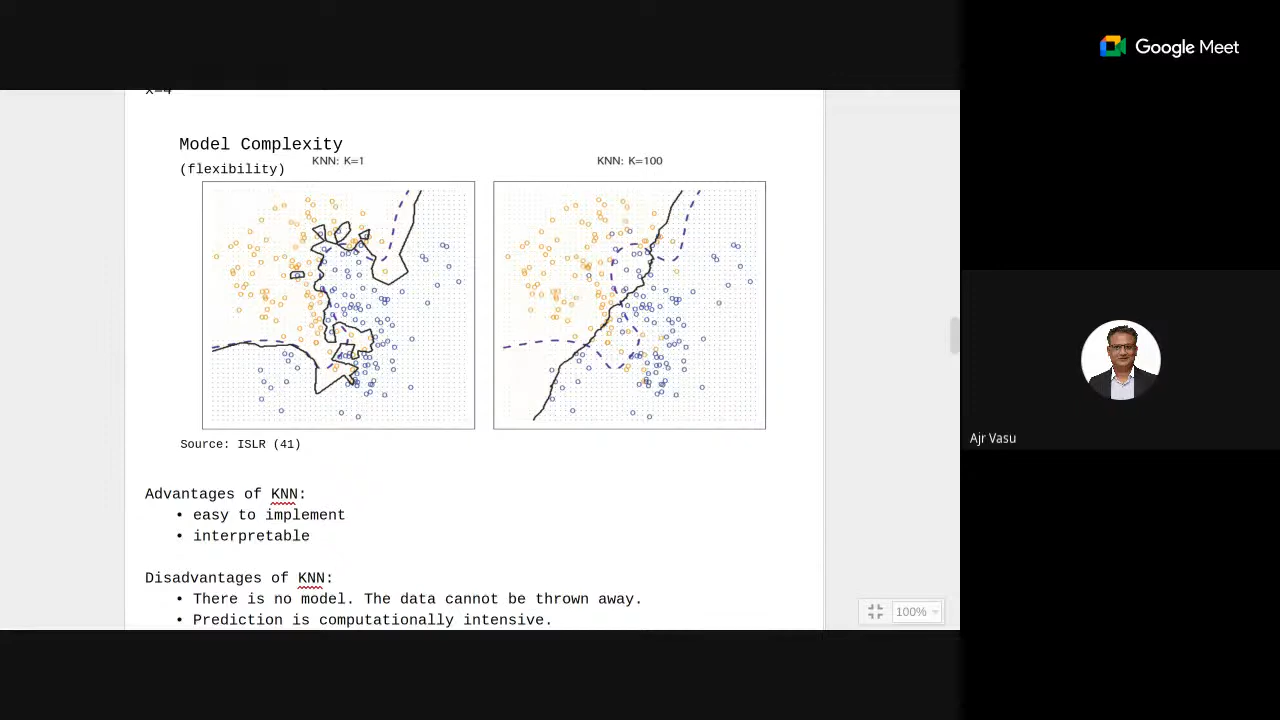 Google Meet
x=4
Model Complexity
(flexibility)
KNN: K=1
KNN: K=100
Source: ISLR (41)
Advantages of KNN:
• easy to implement
• interpretable
Disadvantages of KNN:
• There is no model. The data cannot be thrown away.
• Prediction is computationally intensive.
100%
Ajr Vasu